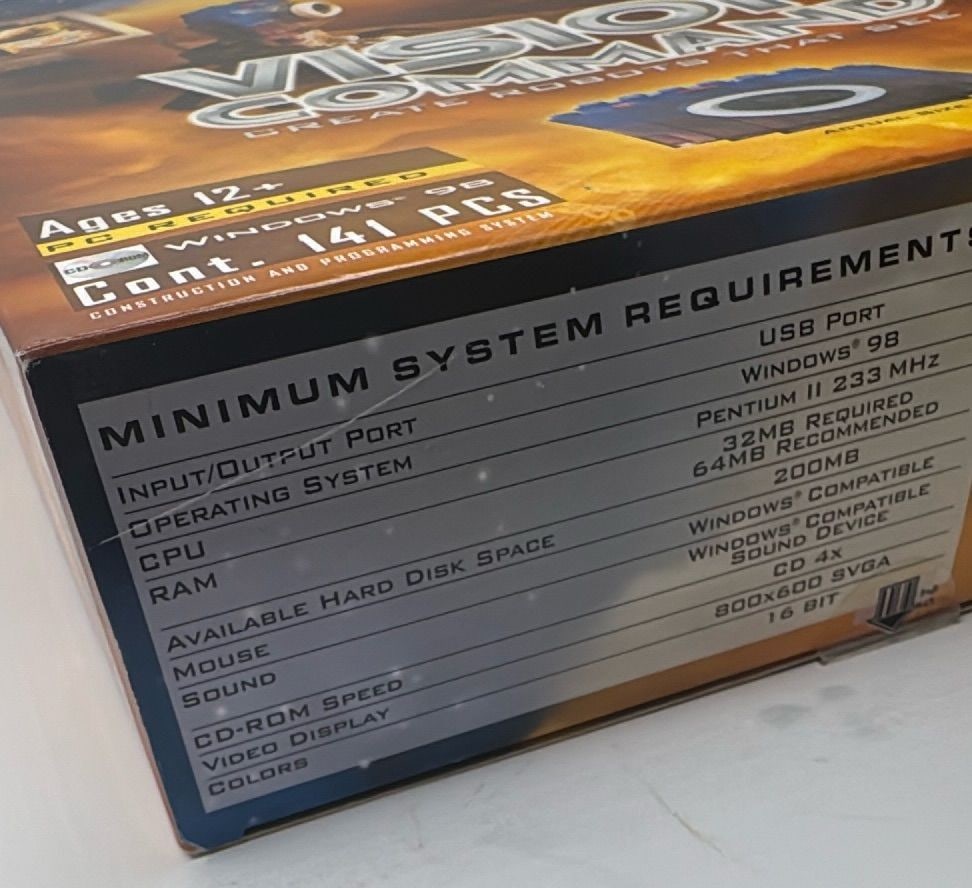 VISION
COMMAND
CREATE ROBOTS THAT SEE
ACTUAL SIZE
Ages 12+
PC REQUIRED
WINDOWS™ 98
Cont. 141 PCS
CONSTRUCTION AND PROGRAMMING SYSTEM
MINIMUM SYSTEM REQUIREMENTS
INPUT/OUTPUT PORT USB PORT
OPERATING SYSTEM WINDOWS® 98
CPU PENTIUM II 233 MHz
RAM 32MB REQUIRED
64MB RECOMMENDED
AVAILABLE HARD DISK SPACE 200MB
MOUSE WINDOWS® COMPATIBLE
SOUND WINDOWS® COMPATIBLE
SOUND DEVICE
CD-ROM SPEED CD 4x
VIDEO DISPLAY 800x600 SVGA
COLORS 16 BIT